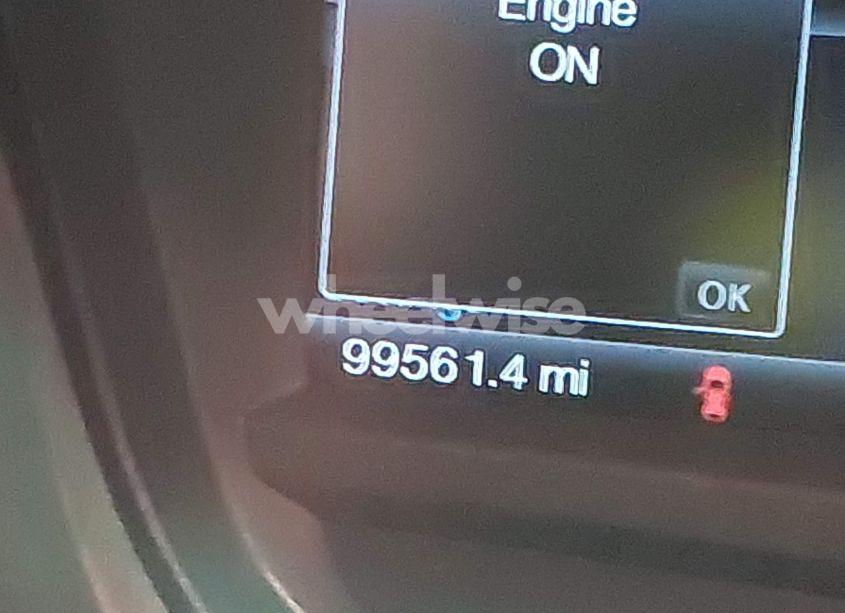 Engine
ON
OK
wheelwise
99561.4 mi